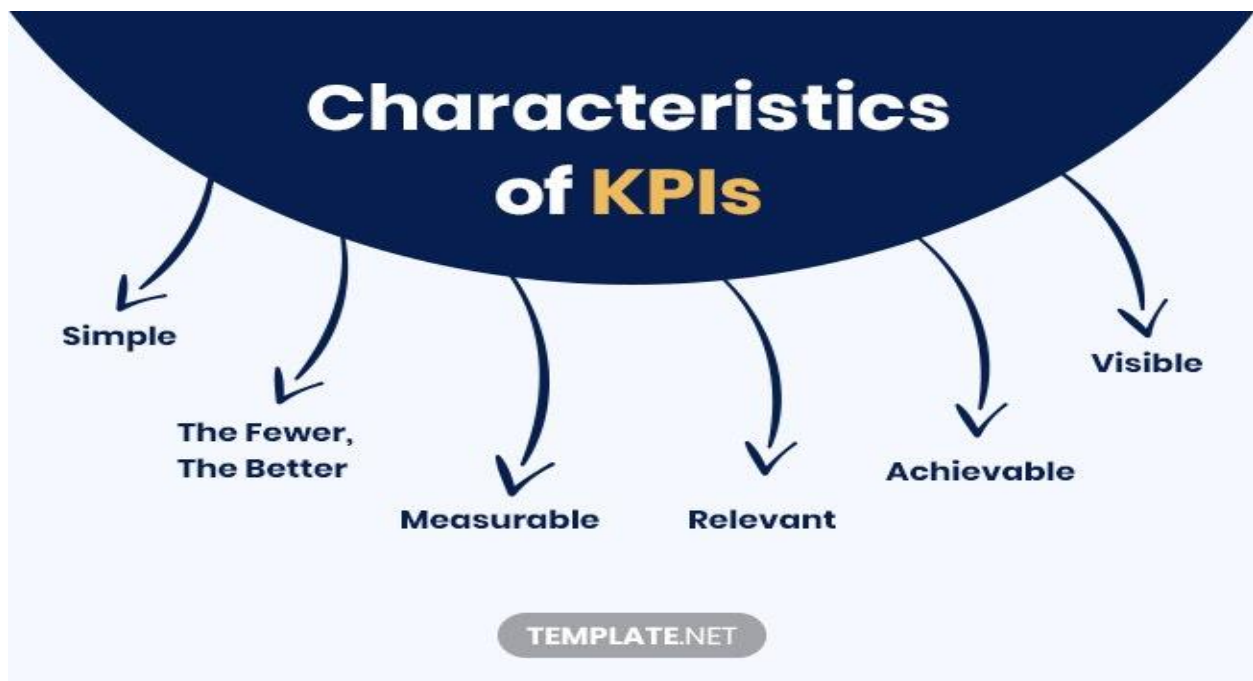 Characteristics
of KPIs
Simple
The Fewer,
The Better
Measurable
Relevant
Achievable
Visible
TEMPLATE.NET